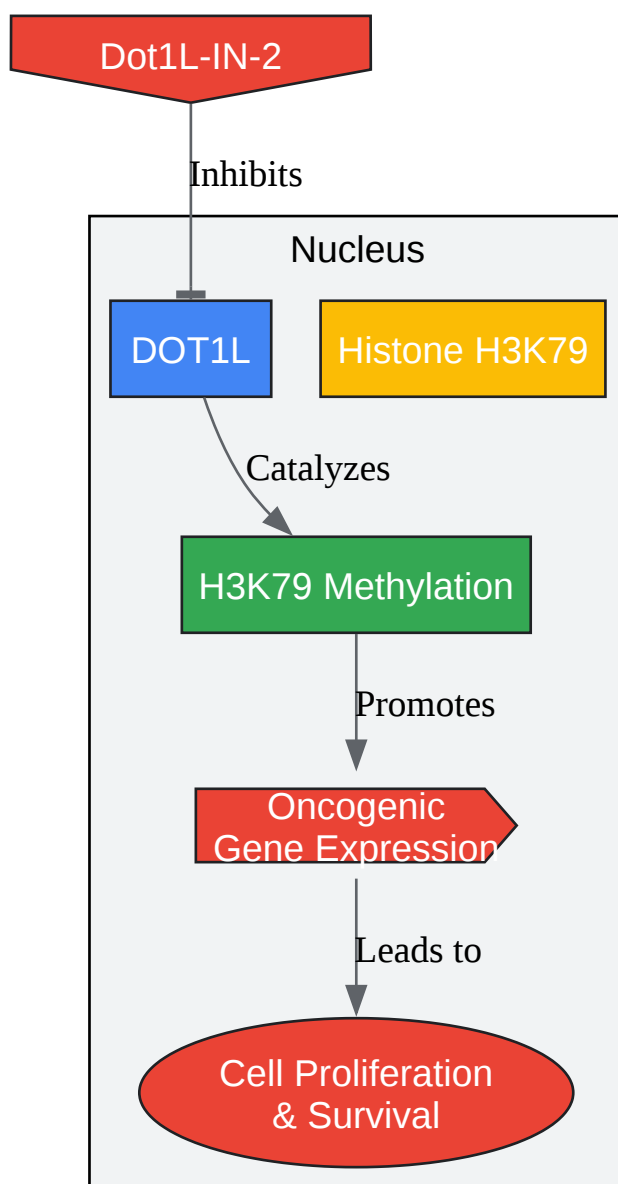 Dot1L-IN-2
Inhibits
Nucleus
DOT1L
Histone H3K79
Catalyzes
H3K79 Methylation
Promotes
Oncogenic
Gene Expression
Leads to
Cell Proliferation
& Survival